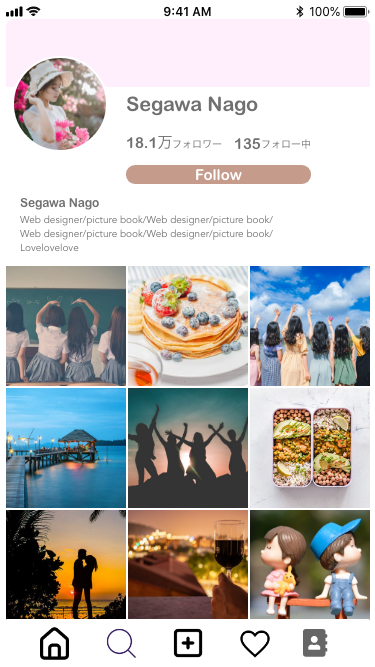 9:41 AM
100%
Segawa Nago
18.1万フォロワー 135フォロー中
Follow
Segawa Nago
Web designer/picture book/Web designer/picture book/
Web designer/picture book/Web designer/picture book/
Lovelovelove